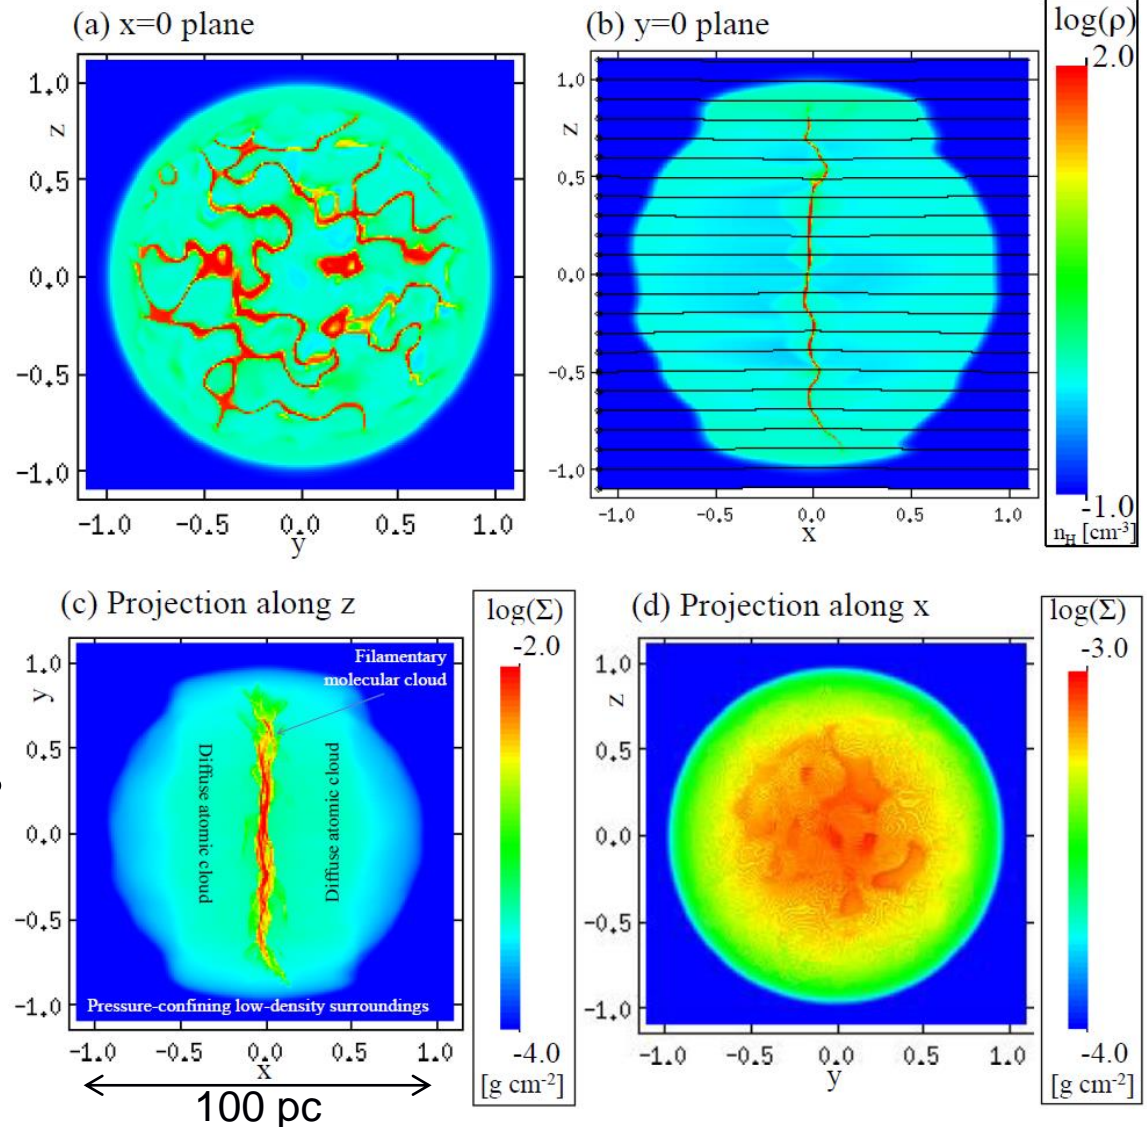 (a) x=0 plane
1.0
0.5
0.0
-0.5
-1.0
z
-1.0 -0.5 0.0 0.5 1.0
y
(b) y=0 plane
1.0
0.5
0.0
-0.5
-1.0
z
-1.0 -0.5 0.0 0.5 1.0
x
log(ρ)
2.0
-1.0
n_H [cm⁻³]
(c) Projection along z
1.0
0.5
0.0
-0.5
-1.0
y
Filamentary
molecular cloud
Diffuse atomic cloud
Diffuse atomic cloud
Pressure-confining low-density surroundings
-1.0 -0.5 0.0 0.5 1.0
x
100 pc
log(Σ)
-2.0
-4.0
[g cm⁻²]
(d) Projection along x
1.0
0.5
0.0
-0.5
-1.0
z
-1.0 -0.5 0.0 0.5 1.0
y
log(Σ)
-3.0
-4.0
[g cm⁻²]